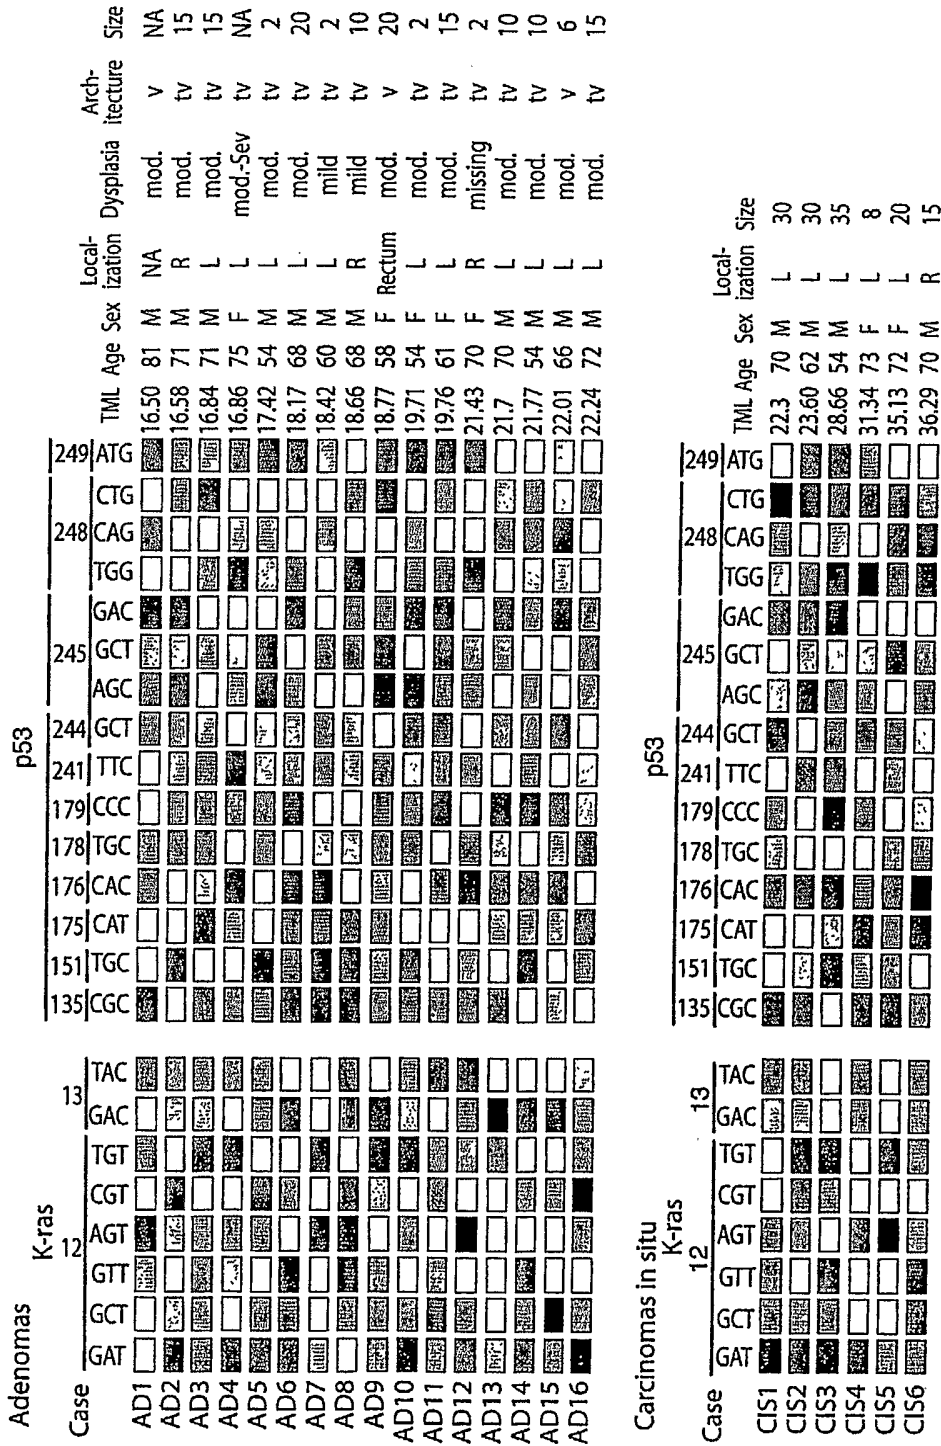 Adenomas
K-ras p53
12 13 135 151 175 176 178 179 241 244 245 248 249
Case GAT GCT GTT AGT CGT TGT GAC TAC CGC TGC CAT CAC TGC CCC TTC GCT AGC GCT GAC TGG CAG CTG ATG TML Age Sex Local-ization Dysplasia Arch-itecture Size
AD1 16.50 81 M NA mod. v NA
AD2 16.58 71 M R mod. tv 15
AD3 16.84 71 M L mod. tv 15
AD4 16.86 75 F L mod.-Sev tv NA
AD5 17.42 54 M L mod. tv 2
AD6 18.17 68 M L mod. tv 20
AD7 18.42 60 M L mild tv 2
AD8 18.66 68 M R mild tv 10
AD9 18.77 58 F Rectum mod. v 20
AD10 19.71 54 F L mod. tv 2
AD11 19.76 61 F L mod. tv 15
AD12 21.43 70 F R missing tv 2
AD13 21.7 70 M L mod. tv 10
AD14 21.77 54 M L mod. tv 10
AD15 22.01 66 M L mod. v 6
AD16 22.24 72 M L mod. tv 15
Carcinomas in situ
K-ras p53
12 13 135 151 175 176 178 179 241 244 245 248 249
Case GAT GCT GTT AGT CGT TGT GAC TAC CGC TGC CAT CAC TGC CCC TTC GCT AGC GCT GAC TGG CAG CTG ATG TML Age Sex Local-ization Size
CIS1 22.3 70 M L 30
CIS2 23.60 62 M L 30
CIS3 28.66 54 M L 35
CIS4 31.34 73 F L 8
CIS5 35.13 72 F L 20
CIS6 36.29 70 M R 15